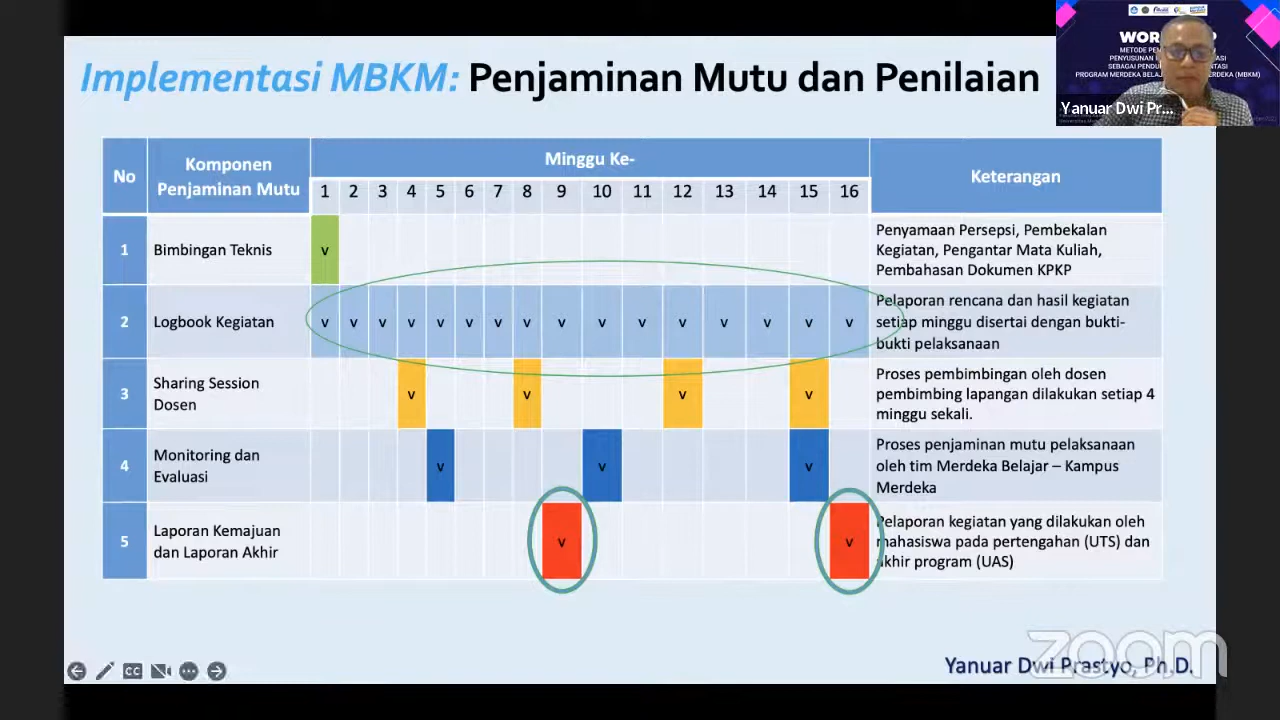 Implementasi MBKM: Penjaminan Mutu dan Penilaian
WOR
METODE PE
PENYUSUNAN
SEBAGAI PENDU
PROGRAM MERDEKA BELAJ
(MBKM)
Yanuar Dwi Pr...
No
Komponen
Penjaminan Mutu
Minggu Ke-
Keterangan
1 2 3 4 5 6 7 8 9 10 11 12 13 14 15 16
1
Bimbingan Teknis
v
Penyamaan Persepsi, Pembekalan
Kegiatan, Pengantar Mata Kuliah,
Pembahasan Dokumen KPKP
2
Logbook Kegiatan
v v v v v v v v v v v v v v v v
Pelaporan rencana dan hasil kegiatan
setiap minggu disertai dengan bukti-
bukti pelaksanaan
3
Sharing Session
Dosen
v v v v
Proses pembimbingan oleh dosen
pembimbing lapangan dilakukan setiap 4
minggu sekali.
4
Monitoring dan
Evaluasi
v v v
Proses penjaminan mutu pelaksanaan
oleh tim Merdeka Belajar – Kampus
Merdeka
5
Laporan Kemajuan
dan Laporan Akhir
v v
Pelaporan kegiatan yang dilakukan oleh
mahasiswa pada pertengahan (UTS) dan
akhir program (UAS)
CC
Yanuar Dwi Prastyo, Ph.D.
zoom